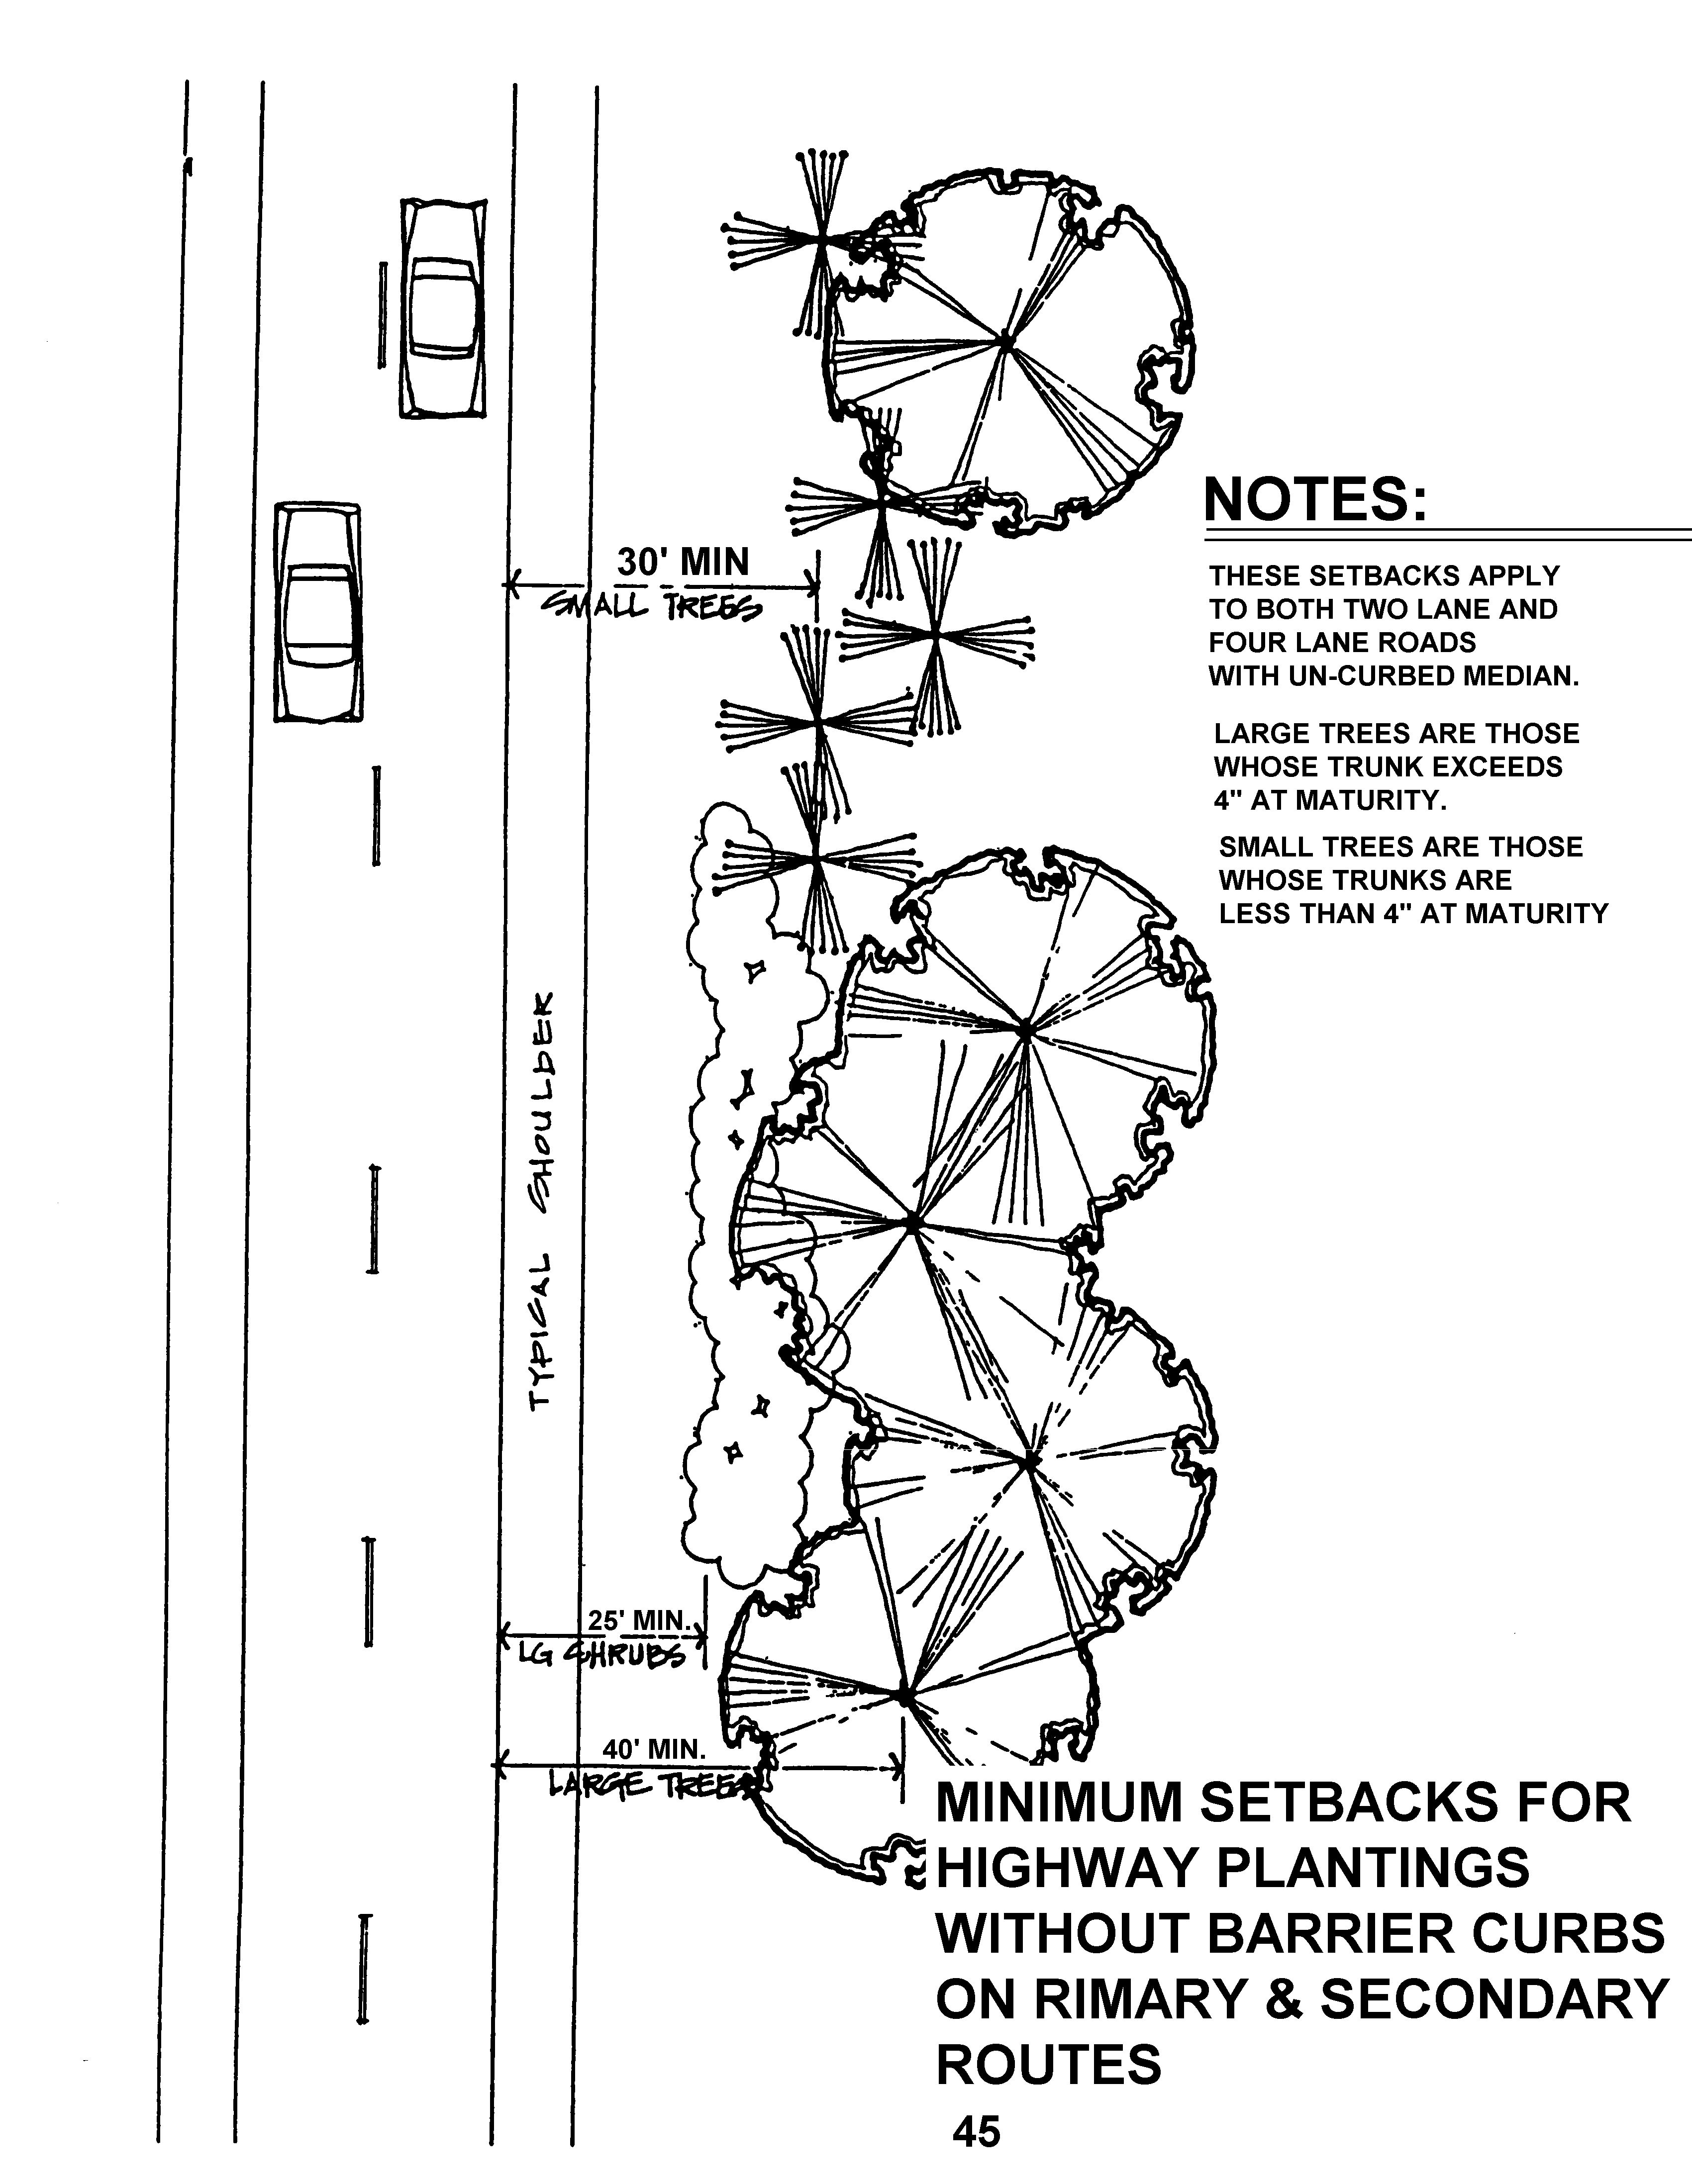 NOTES:
THESE SETBACKS APPLY
TO BOTH TWO LANE AND
FOUR LANE ROADS
WITH UN-CURBED MEDIAN.
LARGE TREES ARE THOSE
WHOSE TRUNK EXCEEDS
4" AT MATURITY.
SMALL TREES ARE THOSE
WHOSE TRUNKS ARE
LESS THAN 4" AT MATURITY
30' MIN
SMALL TREES
TYPICAL SHOULDER
25' MIN.
LG SHRUBS
40' MIN.
LARGE TREES
MINIMUM SETBACKS FOR
HIGHWAY PLANTINGS
WITHOUT BARRIER CURBS
ON RIMARY & SECONDARY
ROUTES
45